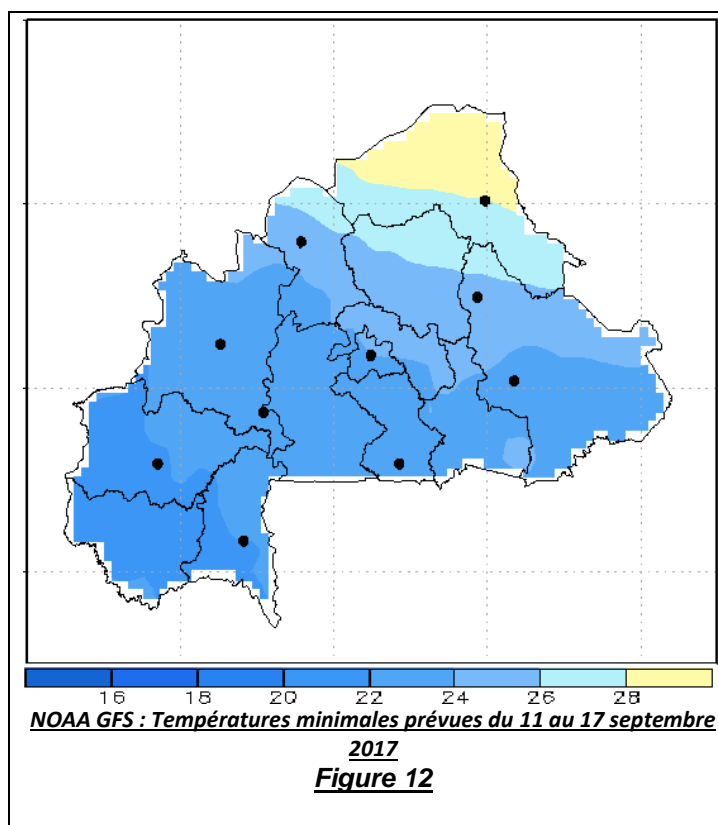 16 18 20 22 24 26 28
NOAA GFS : Températures minimales prévues du 11 au 17 septembre
2017
Figure 12